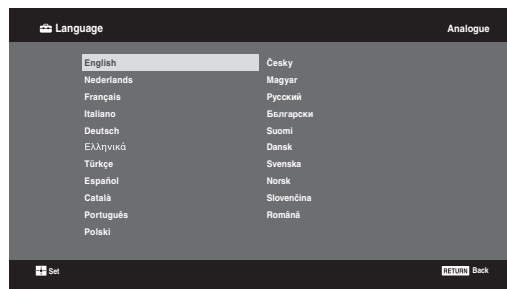 Language
Analogue
English
Nederlands
Français
Italiano
Deutsch
Ελληνικά
Türkçe
Español
Català
Português
Polski
Česky
Magyar
Русский
Български
Suomi
Dansk
Svenska
Norsk
Slovenčina
Română
Set
RETURN Back